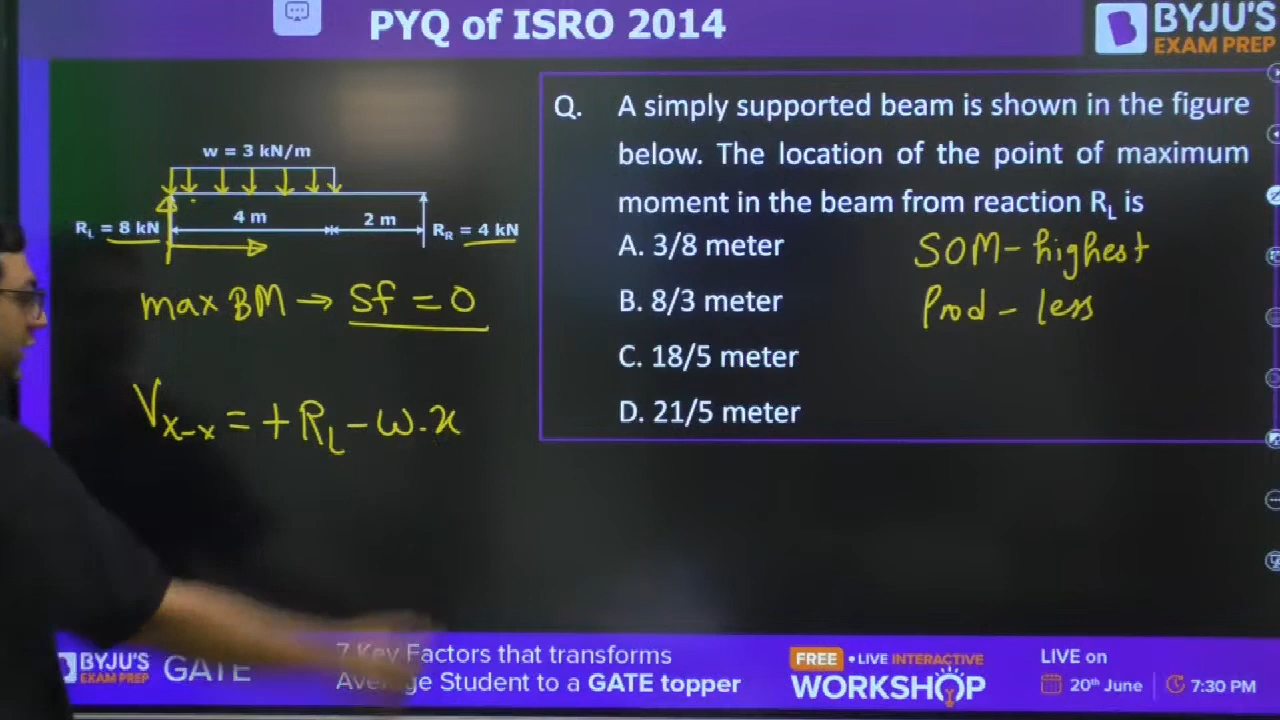 PYQ of ISRO 2014
BYJU'S
EXAM PREP
w = 3 kN/m
4 m
2 m
R_L = 8 kN
R_R = 4 kN
max BM → Sf = 0
V_x-x = + R_L - w.x
Q. A simply supported beam is shown in the figure
below. The location of the point of maximum
moment in the beam from reaction R_L is
A. 3/8 meter
B. 8/3 meter
C. 18/5 meter
D. 21/5 meter
SOM - highest
Prod - less
BYJU'S
EXAM PREP
GATE
7 Key Factors that transforms
Average Student to a GATE topper
FREE • LIVE INTERACTIVE
WORKSHOP
LIVE on
20th June | 7:30 PM